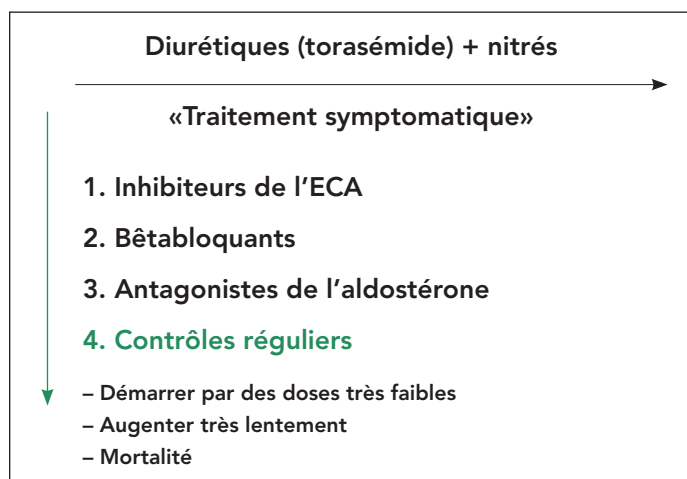 Diurétiques (torasémide) + nitrés
«Traitement symptomatique»
1. Inhibiteurs de l’ECA
2. Bêtabloquants
3. Antagonistes de l’aldostérone
4. Contrôles réguliers
– Démarrer par des doses très faibles
– Augenter très lentement
– Mortalité